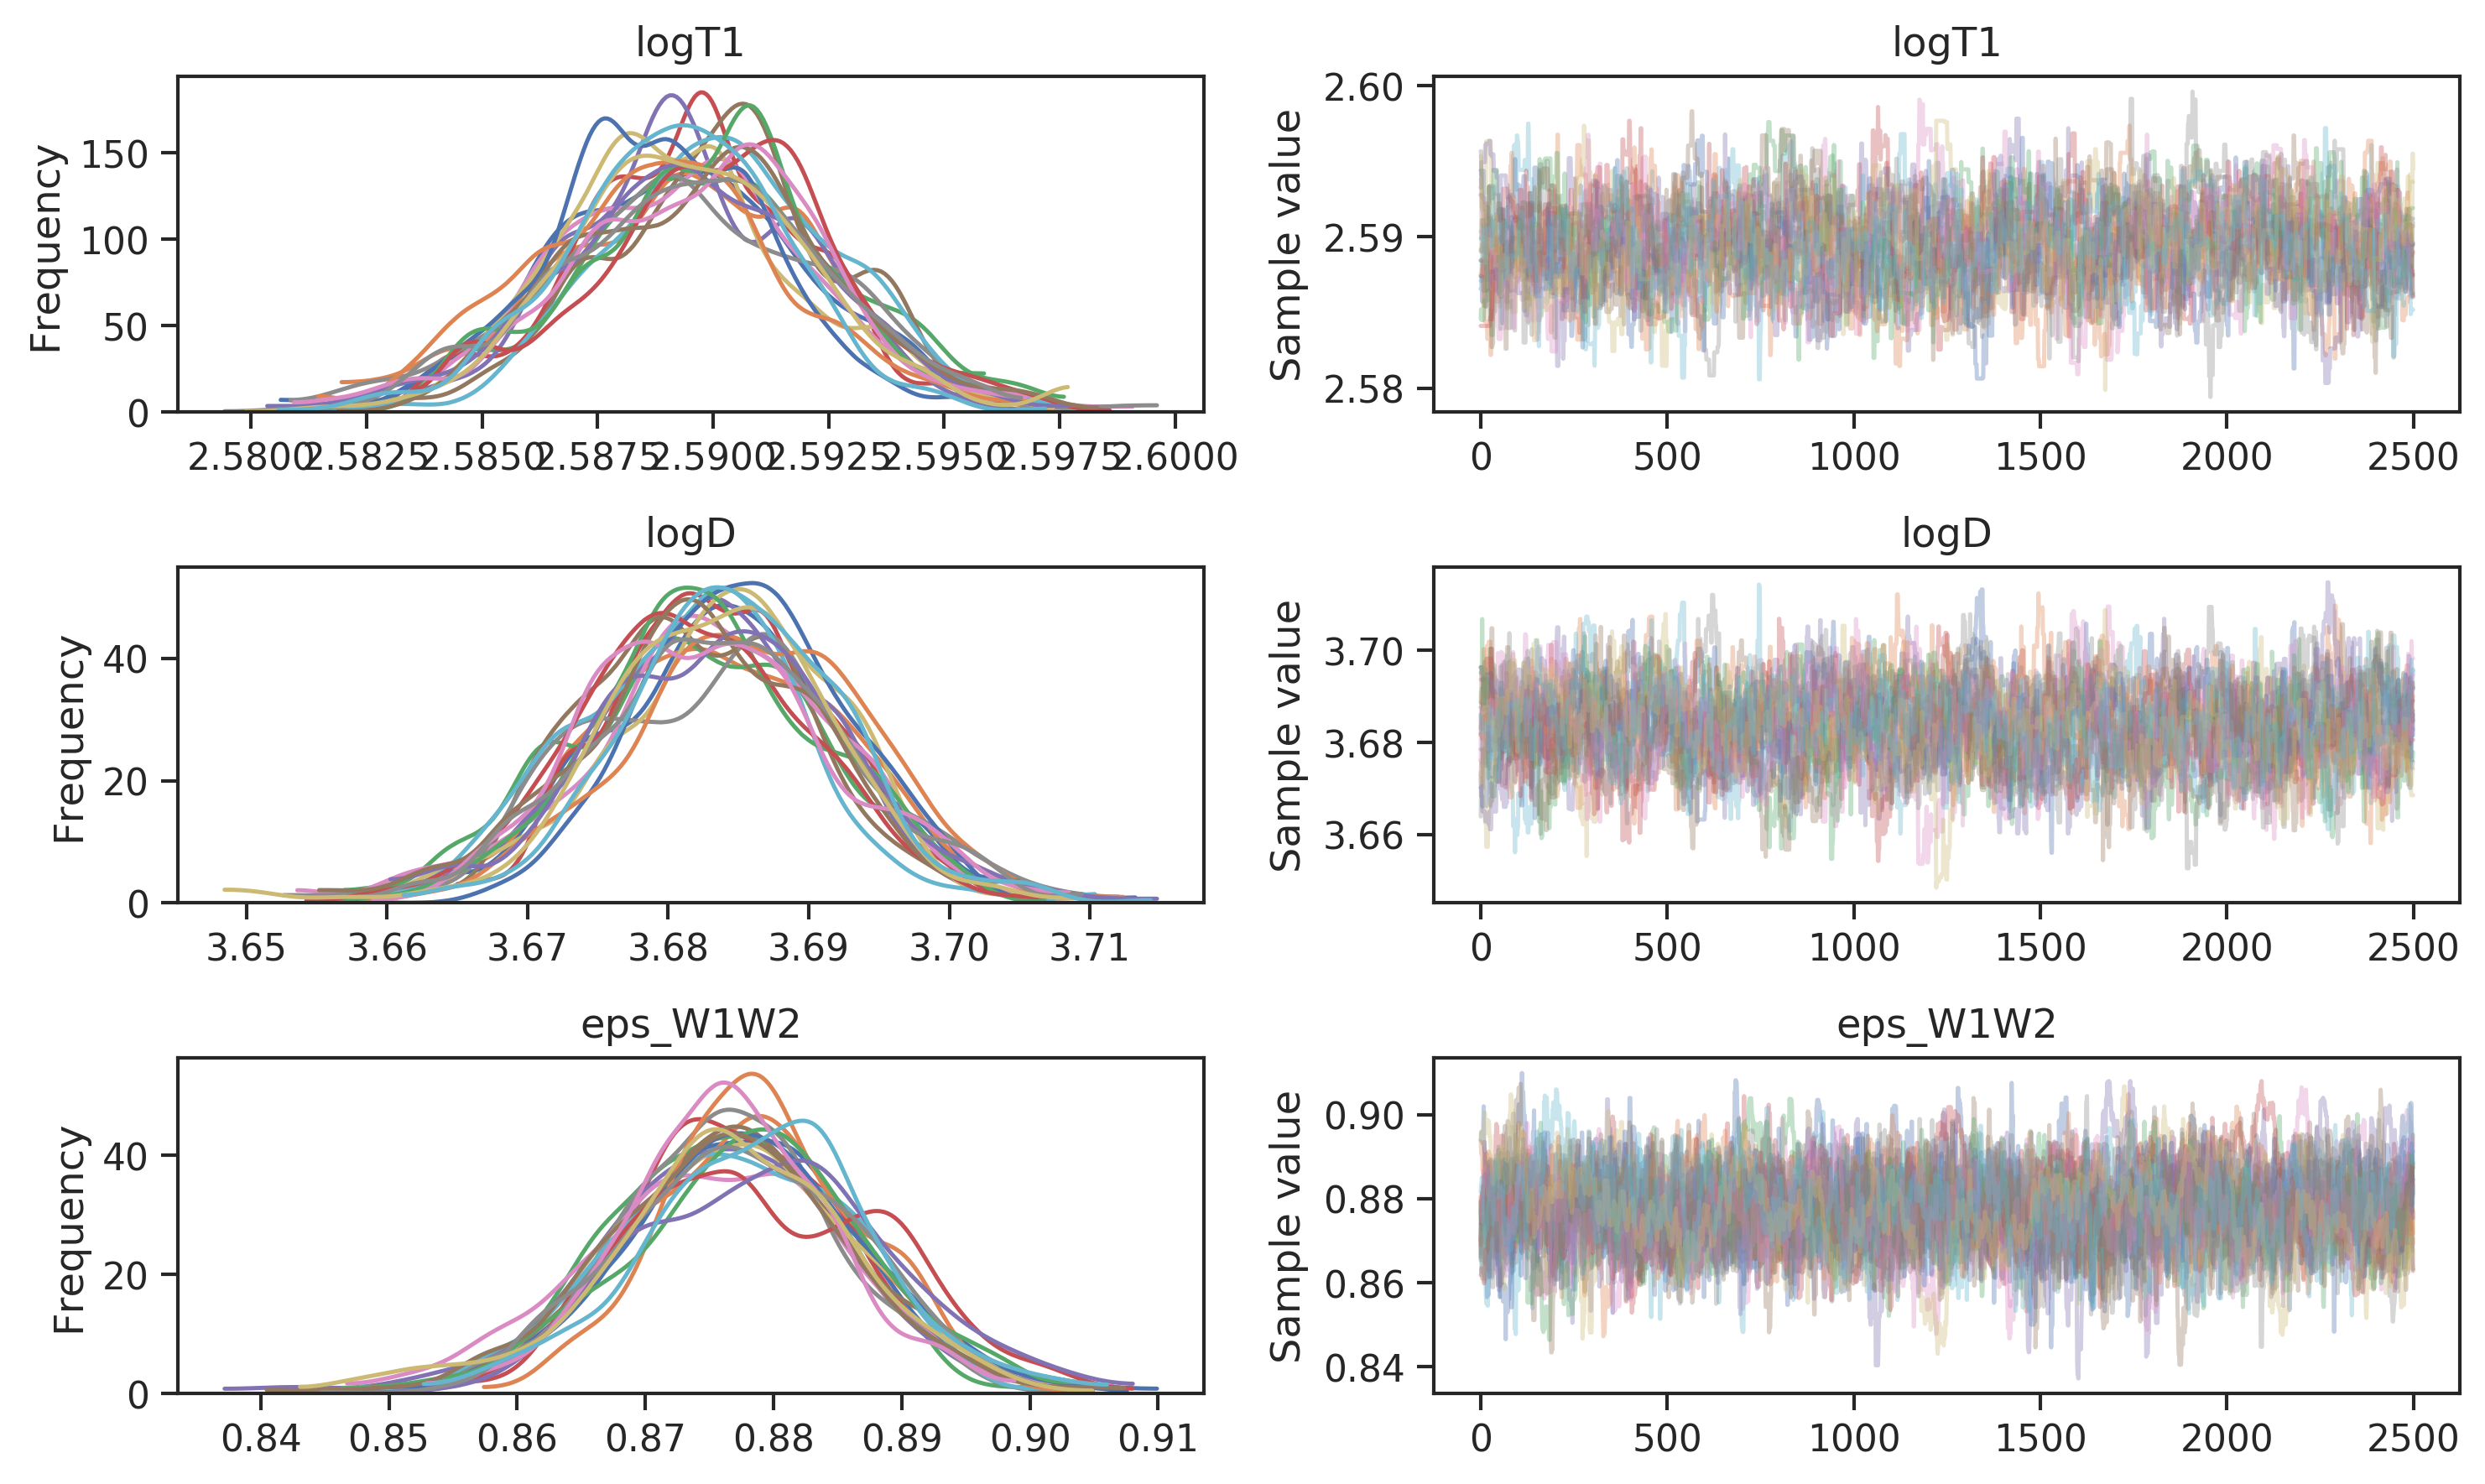 logT1
logT1
Frequency
150
100
50
0
2.5800 2.5825 2.5850 2.5875 2.5900 2.5925 2.5950 2.5975 2.6000
Sample value
2.60
2.59
2.58
0 500 1000 1500 2000 2500
logD
logD
Frequency
40
20
0
3.65 3.66 3.67 3.68 3.69 3.70 3.71
Sample value
3.70
3.68
3.66
0 500 1000 1500 2000 2500
eps_W1W2
eps_W1W2
Frequency
40
20
0
0.84 0.85 0.86 0.87 0.88 0.89 0.90 0.91
Sample value
0.90
0.88
0.86
0.84
0 500 1000 1500 2000 2500